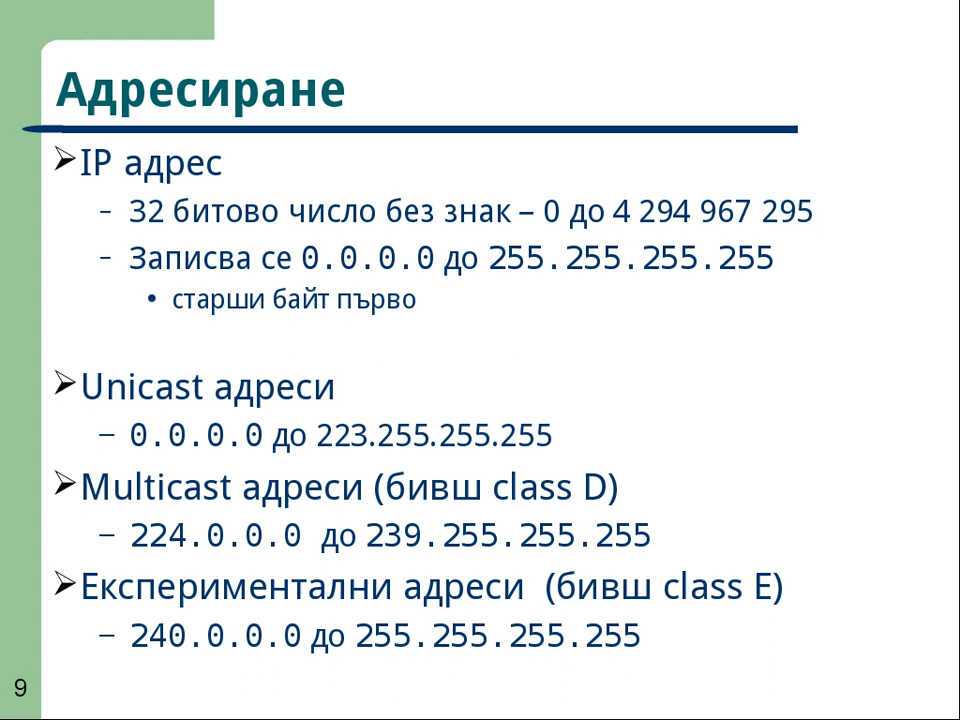 Адресиране
➢IP адрес
– 32 битово число без знак – 0 до 4 294 967 295
– Записва се 0.0.0.0 до 255.255.255.255
• старши байт първо
➢Unicast адреси
– 0.0.0.0 до 223.255.255.255
➢Multicast адреси (бивш class D)
– 224.0.0.0 до 239.255.255.255
➢Експериментални адреси (бивш class E)
– 240.0.0.0 до 255.255.255.255
9